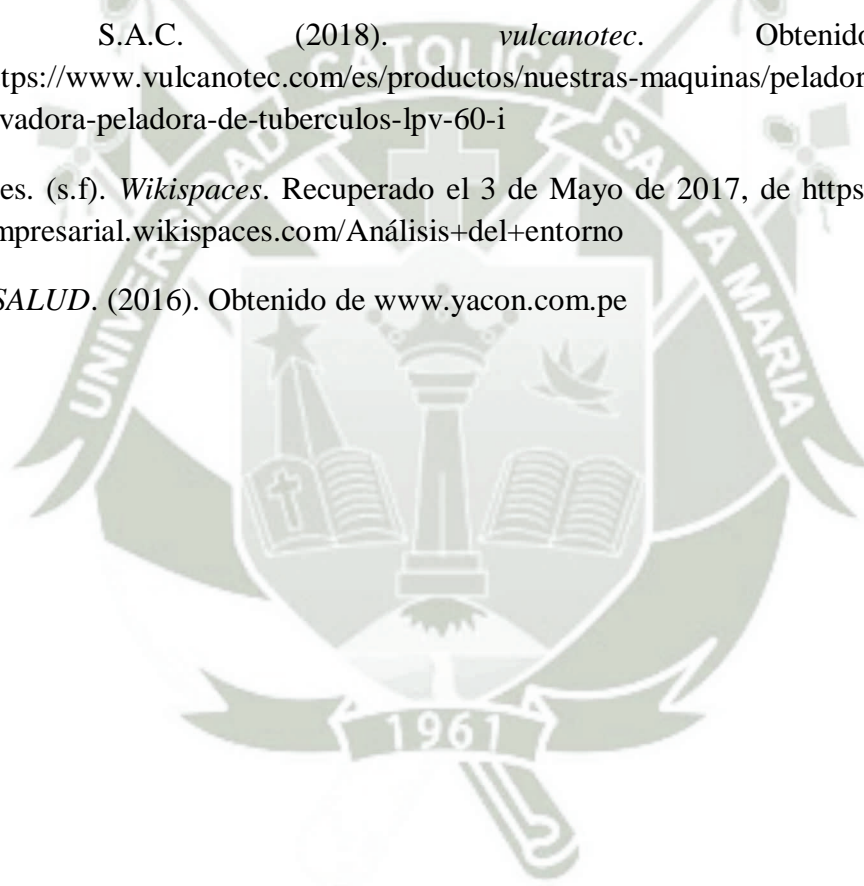 S.A.C. (2018). vulcanotec. Obtenido
ttps://www.vulcanotec.com/es/productos/nuestras-maquinas/pelador
vadora-peladora-de-tuberculos-lpv-60-i
es. (s.f). Wikispaces. Recuperado el 3 de Mayo de 2017, de https
mpresarial.wikispaces.com/Análisis+del+entorno
SALUD. (2016). Obtenido de www.yacon.com.pe
UNIVERSIDAD CATOLICA SANTA MARIA
1961